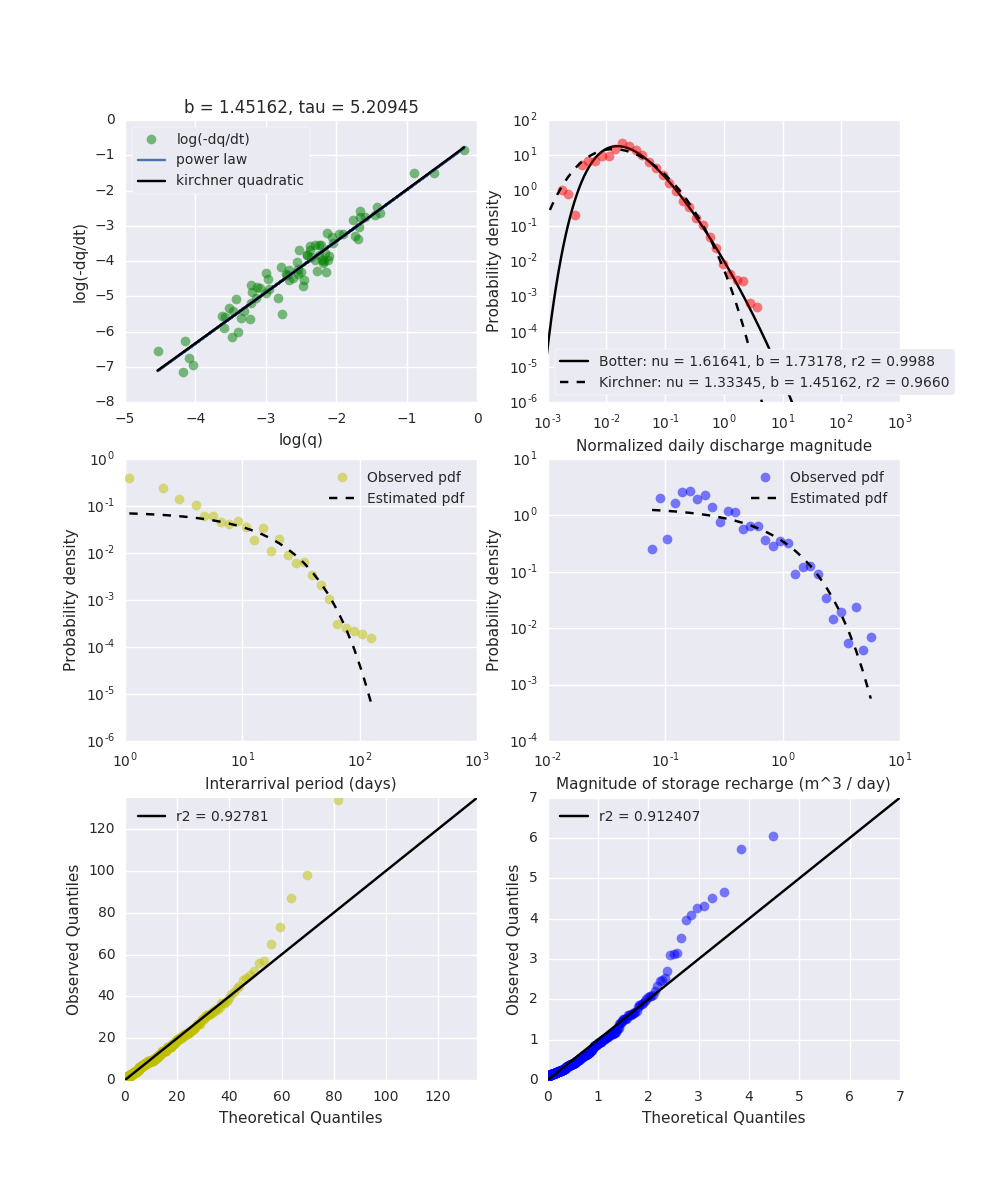 b = 1.45162, tau = 5.20945
log(-dq/dt)
power law
kirchner quadratic
0
−1
−2
−3
−4
−5
−6
−7
−8
log(-dq/dt)
−5 −4 −3 −2 −1 0
log(q)
10^2
10^1
10^0
10^-1
10^-2
10^-3
10^-4
10^-5
10^-6
Probability density
Botter: nu = 1.61641, b = 1.73178, r2 = 0.9988
Kirchner: nu = 1.33345, b = 1.45162, r2 = 0.9660
10^-3 10^-2 10^-1 10^0 10^1 10^2 10^3
Normalized daily discharge magnitude
10^0
10^-1
10^-2
10^-3
10^-4
10^-5
10^-6
Probability density
Observed pdf
Estimated pdf
10^0 10^1 10^2 10^3
Interarrival period (days)
10^1
10^0
10^-1
10^-2
10^-3
10^-4
Probability density
Observed pdf
Estimated pdf
10^-2 10^-1 10^0 10^1
Magnitude of storage recharge (m^3 / day)
r2 = 0.92781
120
100
80
60
40
20
0
Observed Quantiles
0 20 40 60 80 100 120
Theoretical Quantiles
r2 = 0.912407
7
6
5
4
3
2
1
0
Observed Quantiles
0 1 2 3 4 5 6 7
Theoretical Quantiles